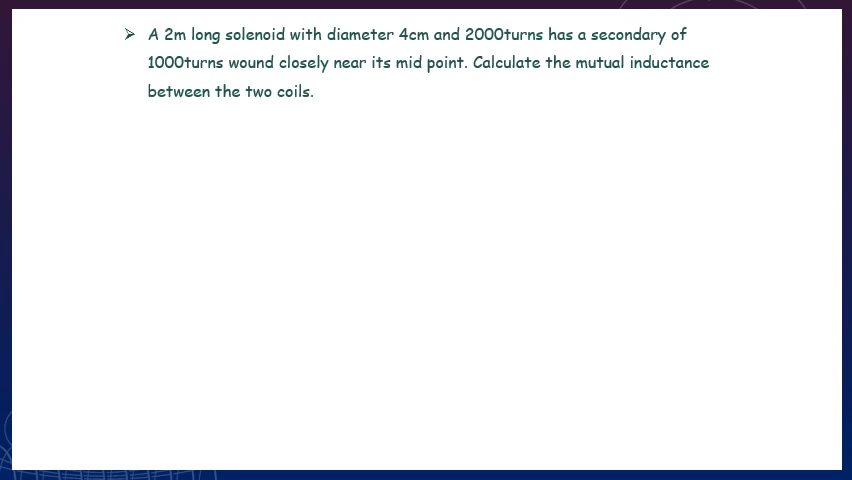 ➢ A 2m long solenoid with diameter 4cm and 2000turns has a secondary of
1000turns wound closely near its mid point. Calculate the mutual inductance
between the two coils.